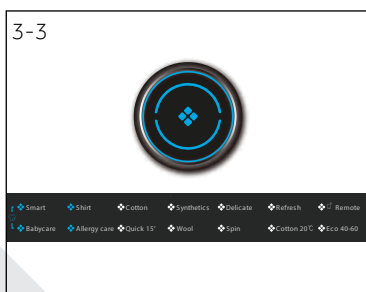 3-3
Smart Shirt Cotton Synthetics Delicate Refresh Remote
Babycare Allergy care Quick 15' Wool Spin Cotton 20℃ Eco 40-60